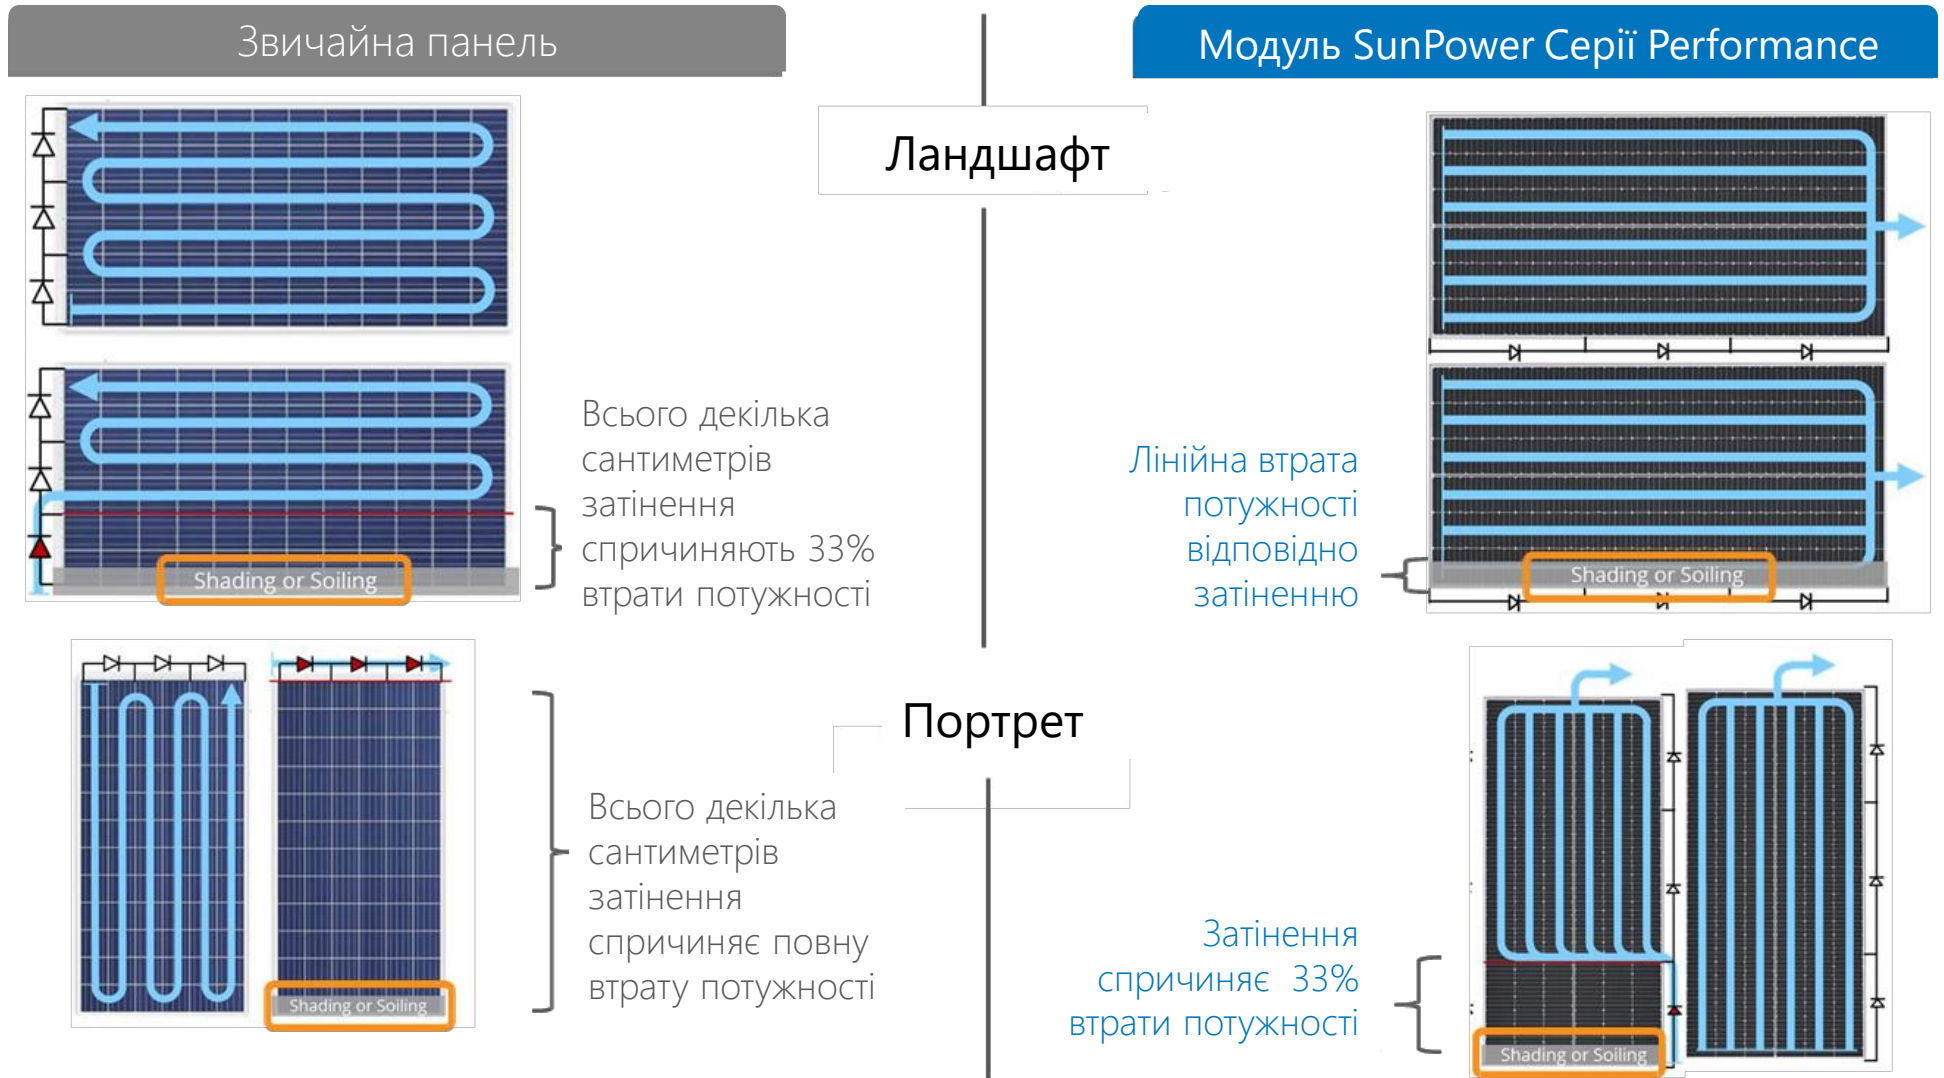 Звичайна панель
Модуль SunPower Серії Performance
Ландшафт
Всього декілька
сантиметрів
затінення
спричиняють 33%
втрати потужності
Shading or Soiling
Лінійна втрата
потужності
відповідно
затіненню
Shading or Soiling
Портрет
Всього декілька
сантиметрів
затінення
спричиняє повну
втрату потужності
Shading or Soiling
Затінення
спричиняє 33%
втрати потужності
Shading or Soiling